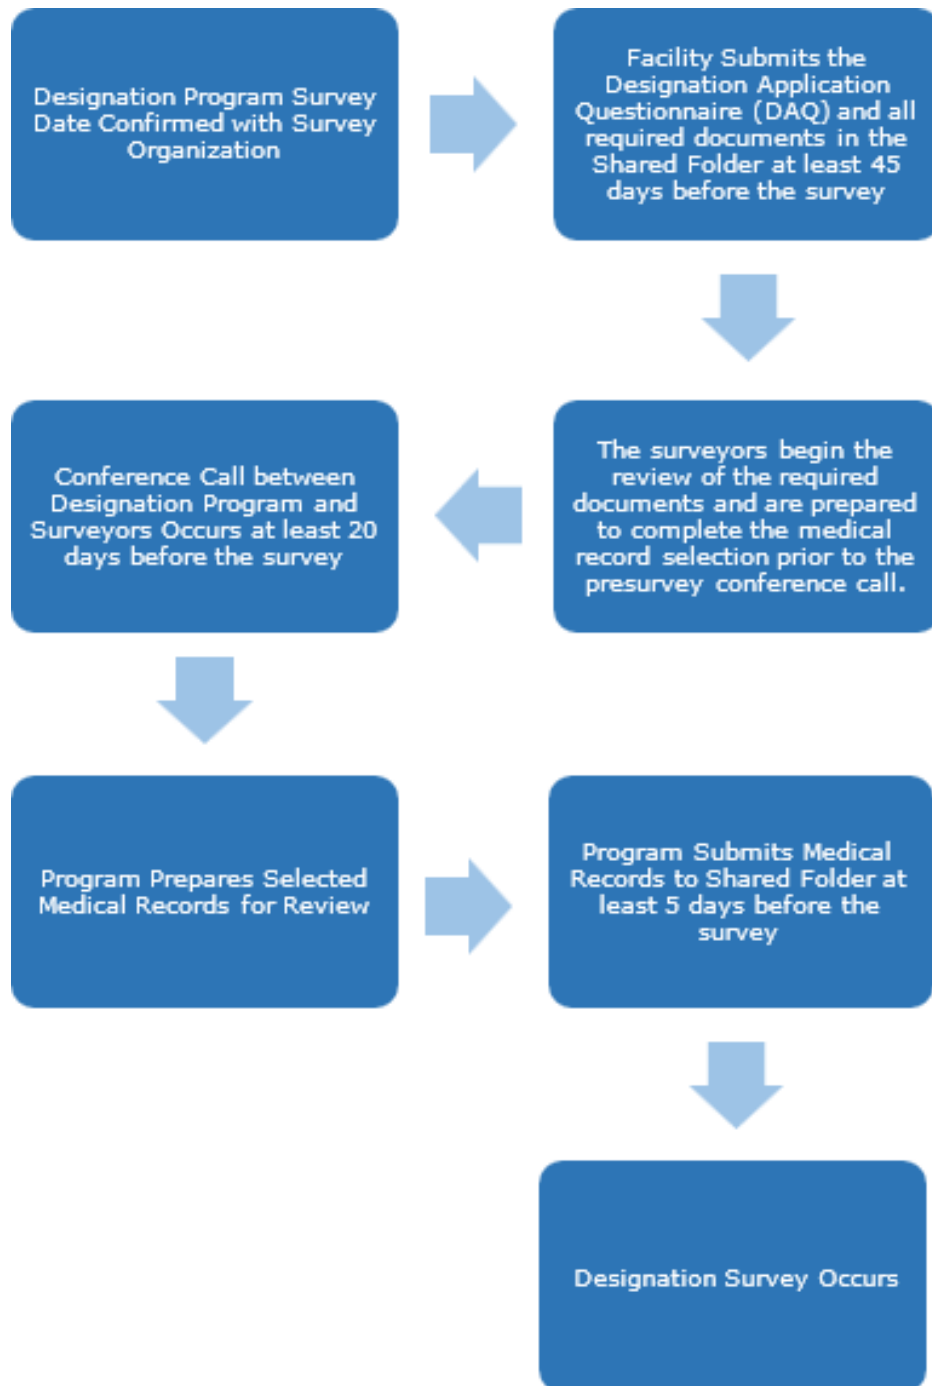 Designation Program Survey
Date Confirmed with Survey
Organization
Facility Submits the
Designation Application
Questionnaire (DAQ) and all
required documents in the
Shared Folder at least 45
days before the survey
The surveyors begin the
review of the required
documents and are prepared
to complete the medical
record selection prior to the
presurvey conference call.
Conference Call between
Designation Program and
Surveyors Occurs at least 20
days before the survey
Program Prepares Selected
Medical Records for Review
Program Submits Medical
Records to Shared Folder at
least 5 days before the
survey
Designation Survey Occurs